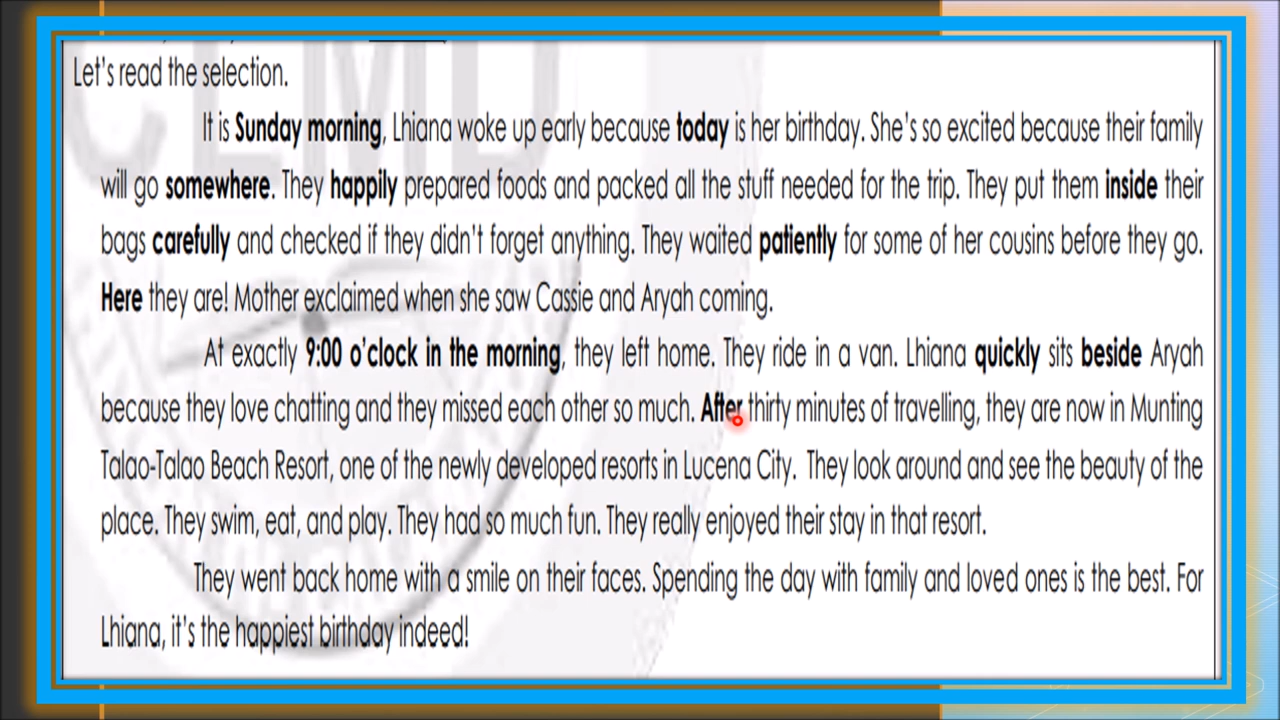 Let's read the selection.
It is Sunday morning, Lhiana woke up early because today is her birthday. She's so excited because their family
will go somewhere. They happily prepared foods and packed all the stuff needed for the trip. They put them inside their
bags carefully and checked if they didn't forget anything. They waited patiently for some of her cousins before they go.
Here they are! Mother exclaimed when she saw Cassie and Aryah coming.
At exactly 9:00 o'clock in the morning, they left home. They ride in a van. Lhiana quickly sits beside Aryah
because they love chatting and they missed each other so much. After thirty minutes of travelling, they are now in Munting
Talao-Talao Beach Resort, one of the newly developed resorts in Lucena City. They look around and see the beauty of the
place. They swim, eat, and play. They had so much fun. They really enjoyed their stay in that resort.
They went back home with a smile on their faces. Spending the day with family and loved ones is the best. For
Lhiana, it's the happiest birthday indeed!